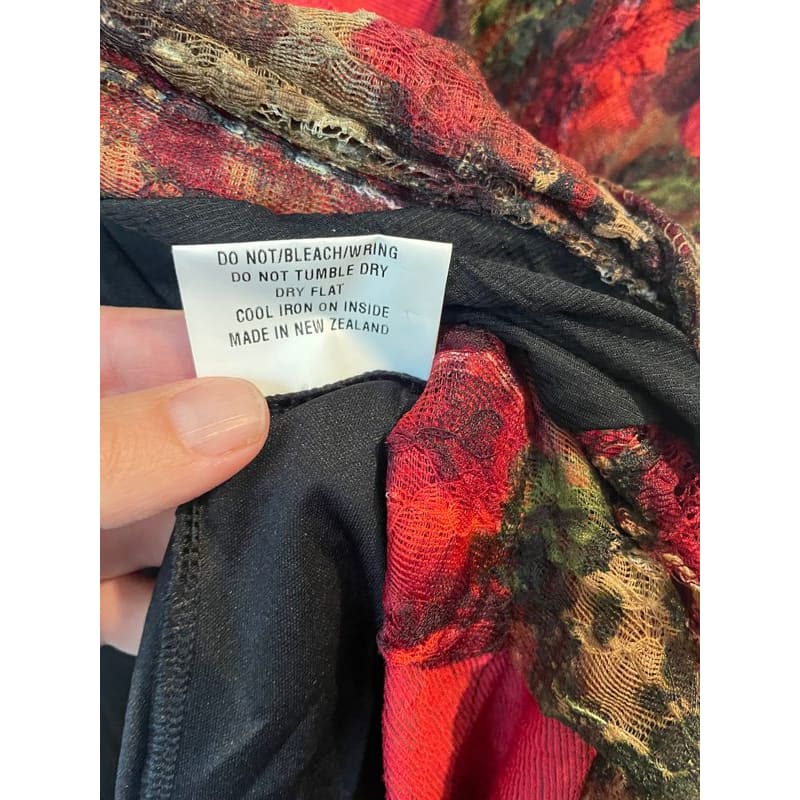 DO NOT/BLEACH/WRING
DO NOT TUMBLE DRY
DRY FLAT
COOL IRON ON INSIDE
MADE IN NEW ZEALAND